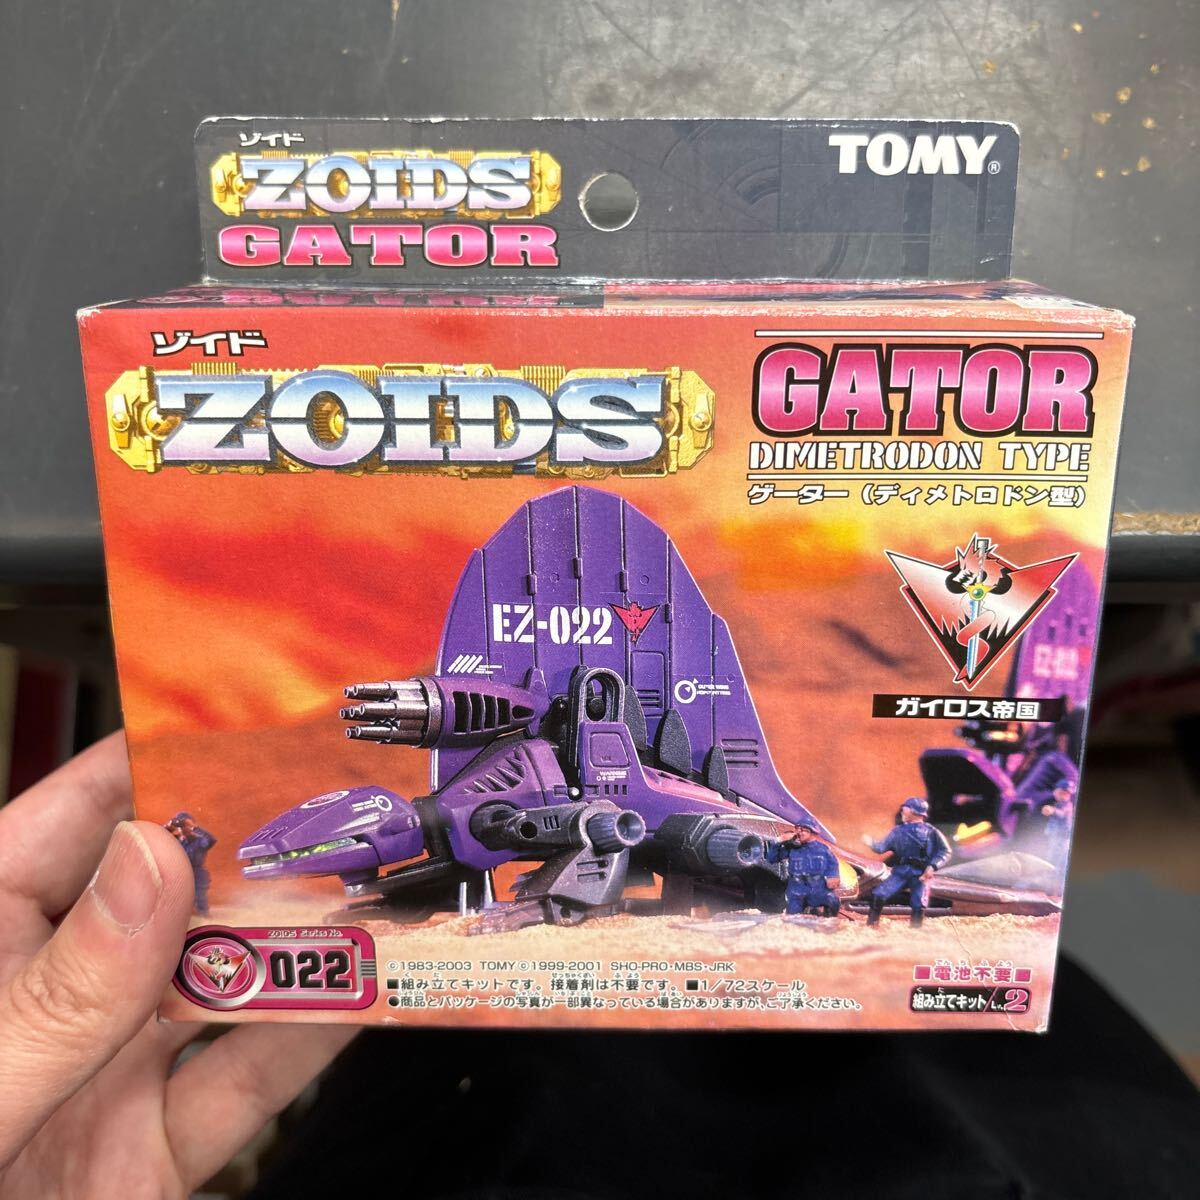 ゾイド
ZOIDS
GATOR
TOMY®
ゾイド
ZOIDS
GATOR
DIMETRODON TYPE
ゲーター（ディメトロドン型）
EZ-022
ガイロス帝国
WARNING
ZOIDS Series No.
022
©1983-2003 TOMY ©1999-2001 SHO-PRO・MBS・JRK
■組み立てキットです。接着剤は不要です。■1/72スケール
●商品とパッケージの写真が一部異なっている場合がありますが、ご了承ください。
■電池不要■
組み立てキット/Lv.2